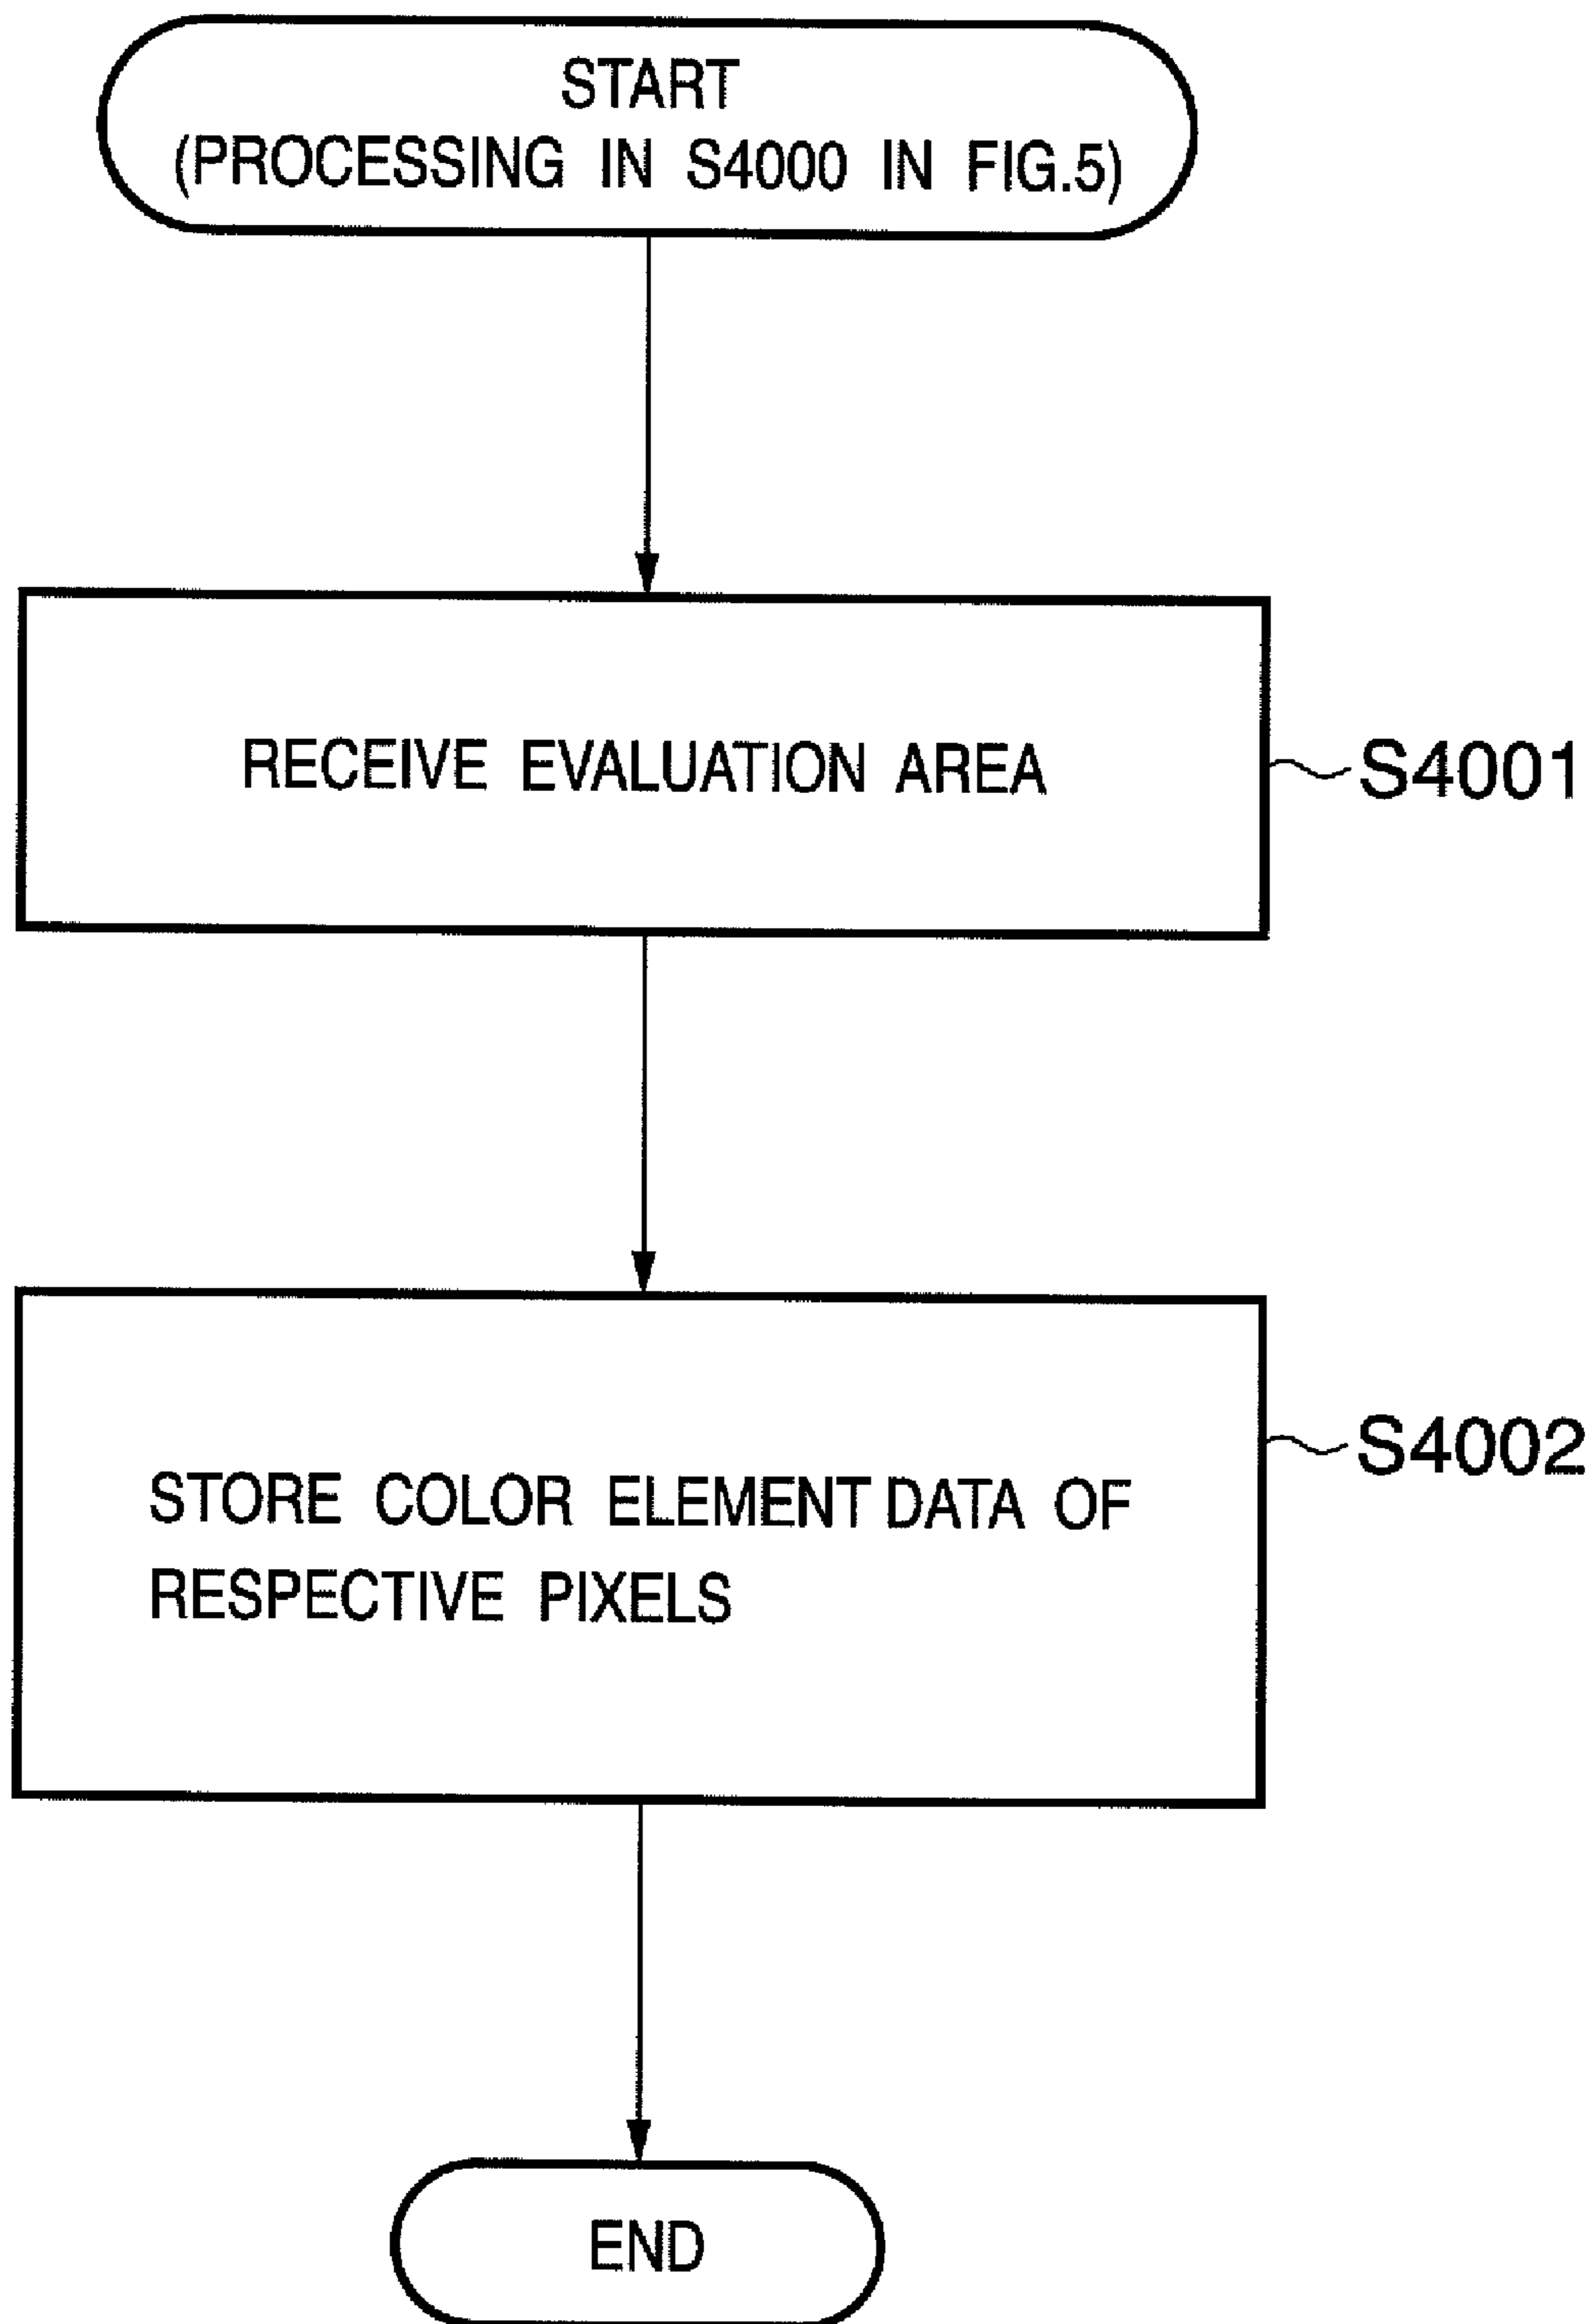 START
(PROCESSING IN S4000 IN FIG.5)
RECEIVE EVALUATION AREA
S4001
STORE COLOR ELEMENT DATA OF
RESPECTIVE PIXELS
S4002
END